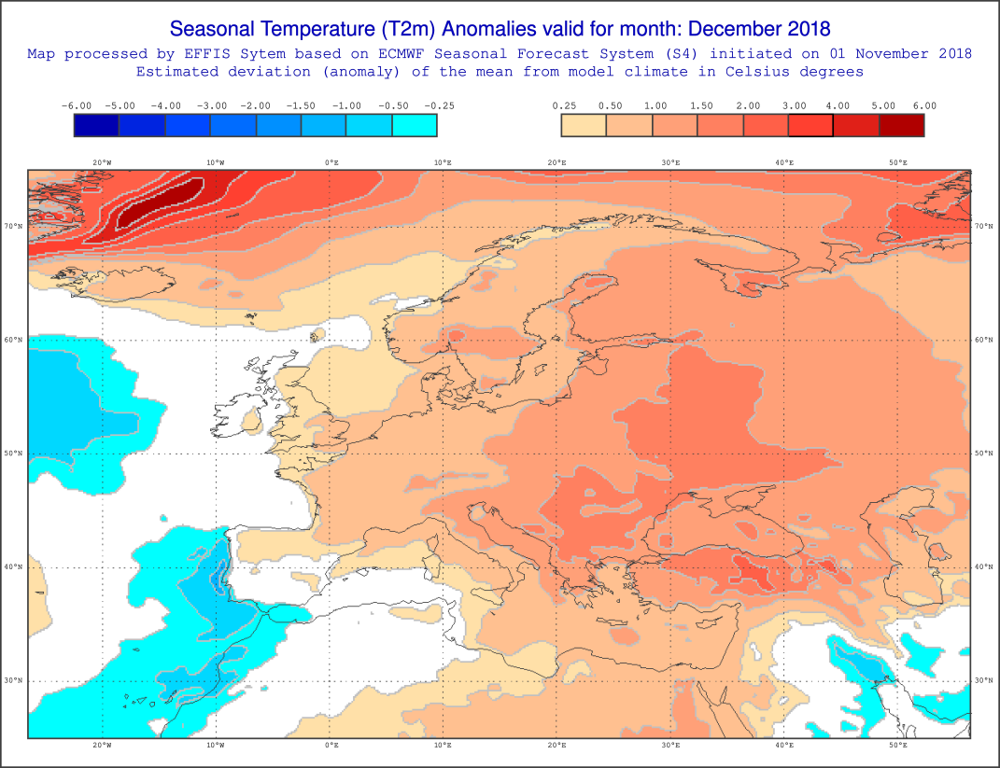 Seasonal Temperature (T2m) Anomalies valid for month: December 2018
Map processed by EFFIS Sytem based on ECMWF Seasonal Forecast System (S4) initiated on 01 November 2018
Estimated deviation (anomaly) of the mean from model climate in Celsius degrees
−6.00 −5.00 −4.00 −3.00 −2.00 −1.50 −1.00 −0.50 −0.25 0.25 0.50 1.00 1.50 2.00 3.00 4.00 5.00 6.00
20°W 10°W 0°E 10°E 20°E 30°E 40°E 50°E
70°N 70°N
60°N 60°N
50°N 50°N
40°N 40°N
30°N 30°N
20°W 10°W 0°E 10°E 20°E 30°E 40°E 50°E